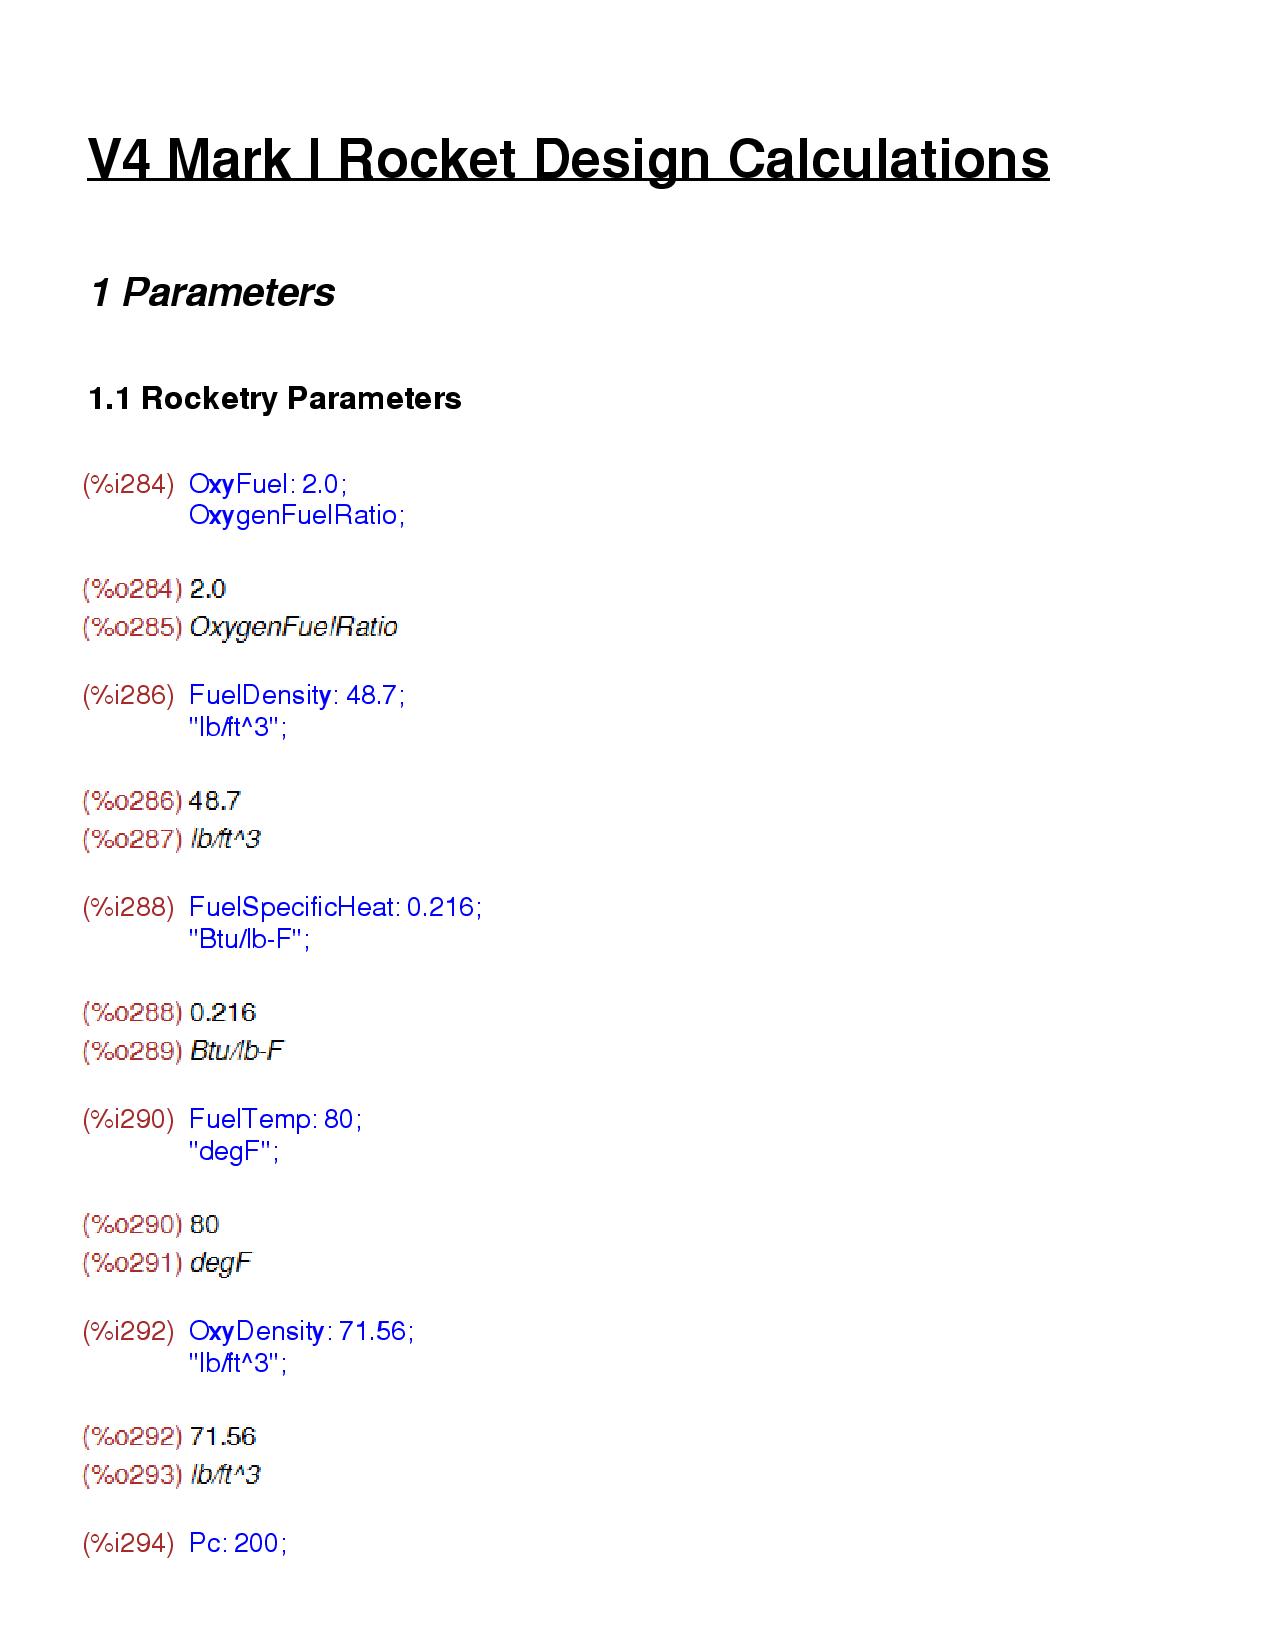 V4 Mark I Rocket Design Calculations
1 Parameters
1.1 Rocketry Parameters
(%i284) OxyFuel: 2.0;
OxygenFuelRatio;
(%o284) 2.0
(%o285) OxygenFuelRatio
(%i286) FuelDensity: 48.7;
"lb/ft^3";
(%o286) 48.7
(%o287) lb/ft^3
(%i288) FuelSpecificHeat: 0.216;
"Btu/lb-F";
(%o288) 0.216
(%o289) Btu/lb-F
(%i290) FuelTemp: 80;
"degF";
(%o290) 80
(%o291) degF
(%i292) OxyDensity: 71.56;
"lb/ft^3";
(%o292) 71.56
(%o293) lb/ft^3
(%i294) Pc: 200;